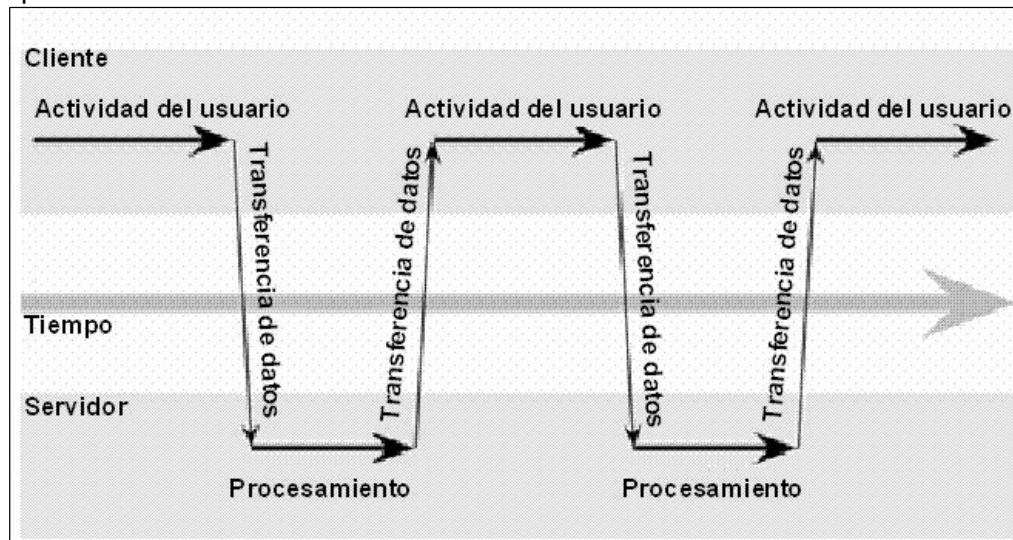 Cliente
Actividad del usuario
Actividad del usuario
Actividad del usuario
Transferencia de datos
Transferencia de datos
Transferencia de datos
Transferencia de datos
Tiempo
Servidor
Procesamiento
Procesamiento